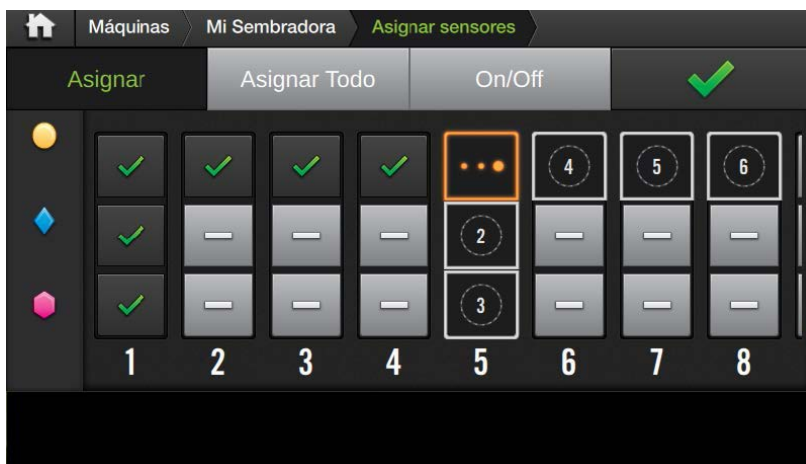 Máquinas Mi Sembradora Asignar sensores
Asignar Asignar Todo On/Off
4 5 6
2
3
1 2 3 4 5 6 7 8